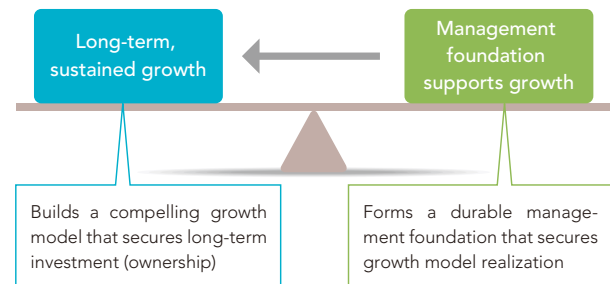 Long-term,
sustained growth
Management
foundation
supports growth
Builds a compelling growth
model that secures long-term
investment (ownership)
Forms a durable manage-
ment foundation that secures
growth model realization